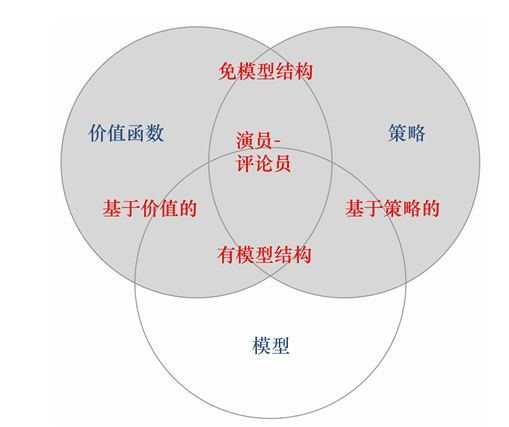 免模型结构
价值函数
策略
演员-
评论员
基于价值的
基于策略的
有模型结构
模型